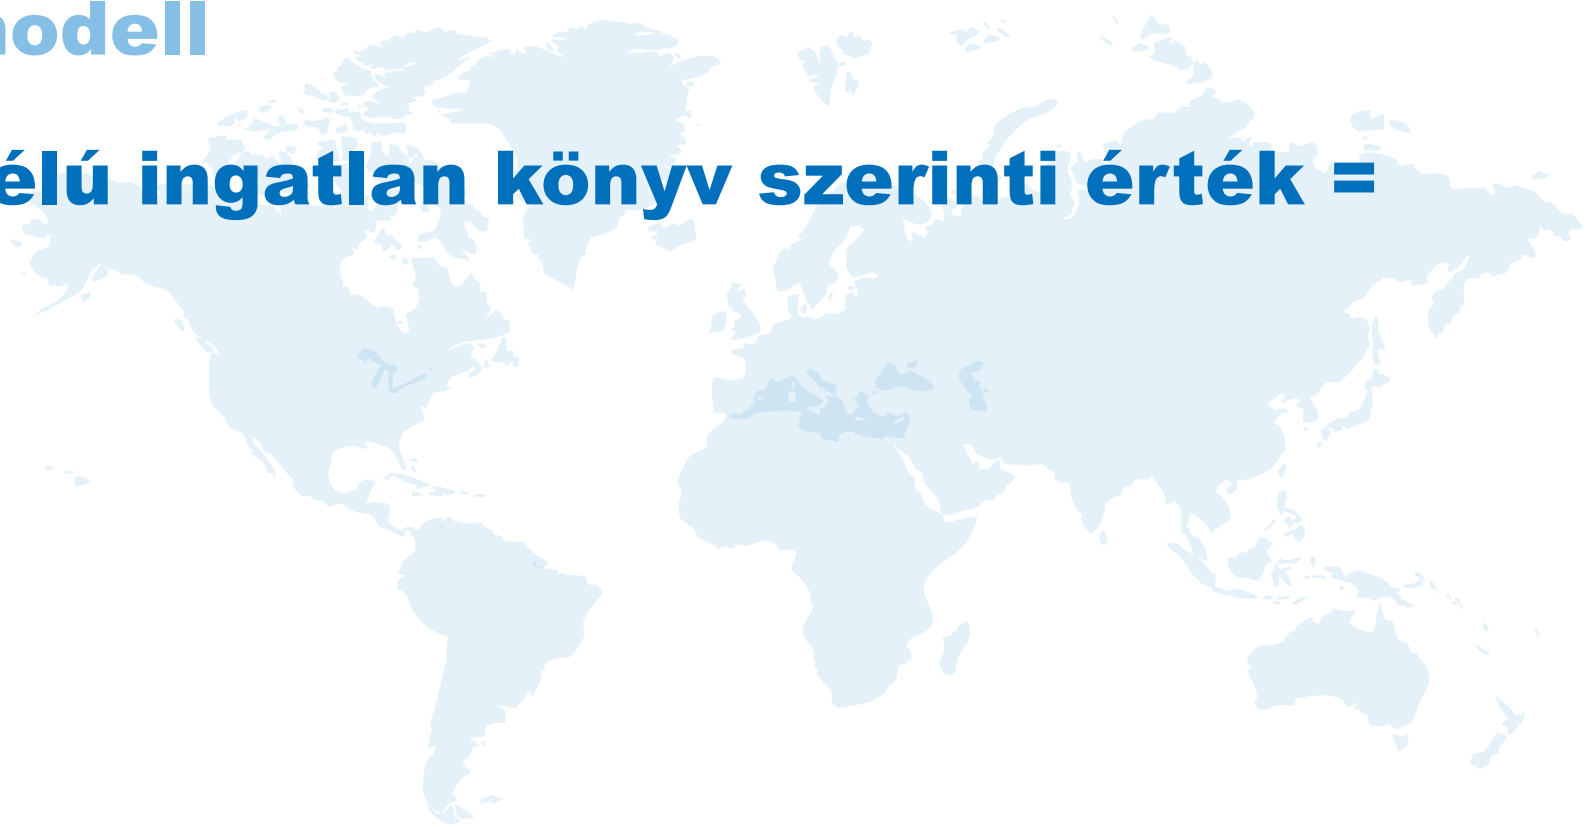 odell
élú ingatlan könyv szerinti érték =